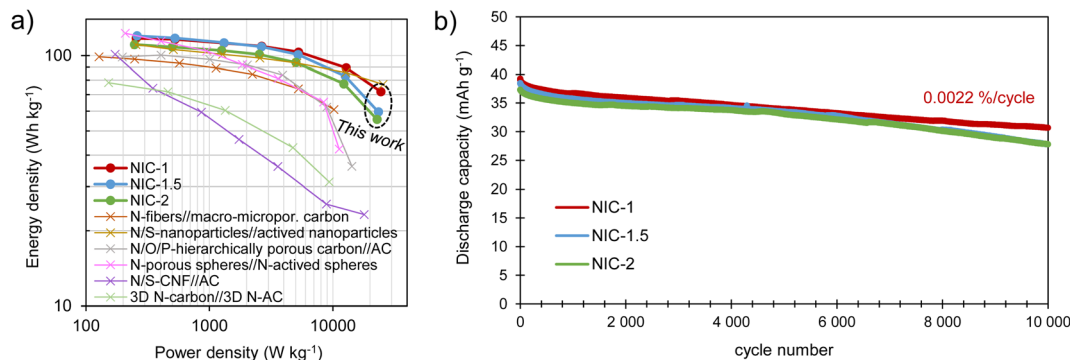 a)
Energy density (Wh kg⁻¹)
100
10
This work
NIC-1
NIC-1.5
NIC-2
N-fibers//macro-micropor. carbon
N/S-nanoparticles//actived nanoparticles
N/O/P-hierarchically porous carbon//AC
N-porous spheres//N-actived spheres
N/S-CNF//AC
3D N-carbon//3D N-AC
100 1000 10000
Power density (W kg⁻¹)
b)
Discharge capacity (mAh g⁻¹)
50
45
40
35
30
25
20
15
10
5
0
0.0022 %/cycle
NIC-1
NIC-1.5
NIC-2
0 2 000 4 000 6 000 8 000 10 000
cycle number